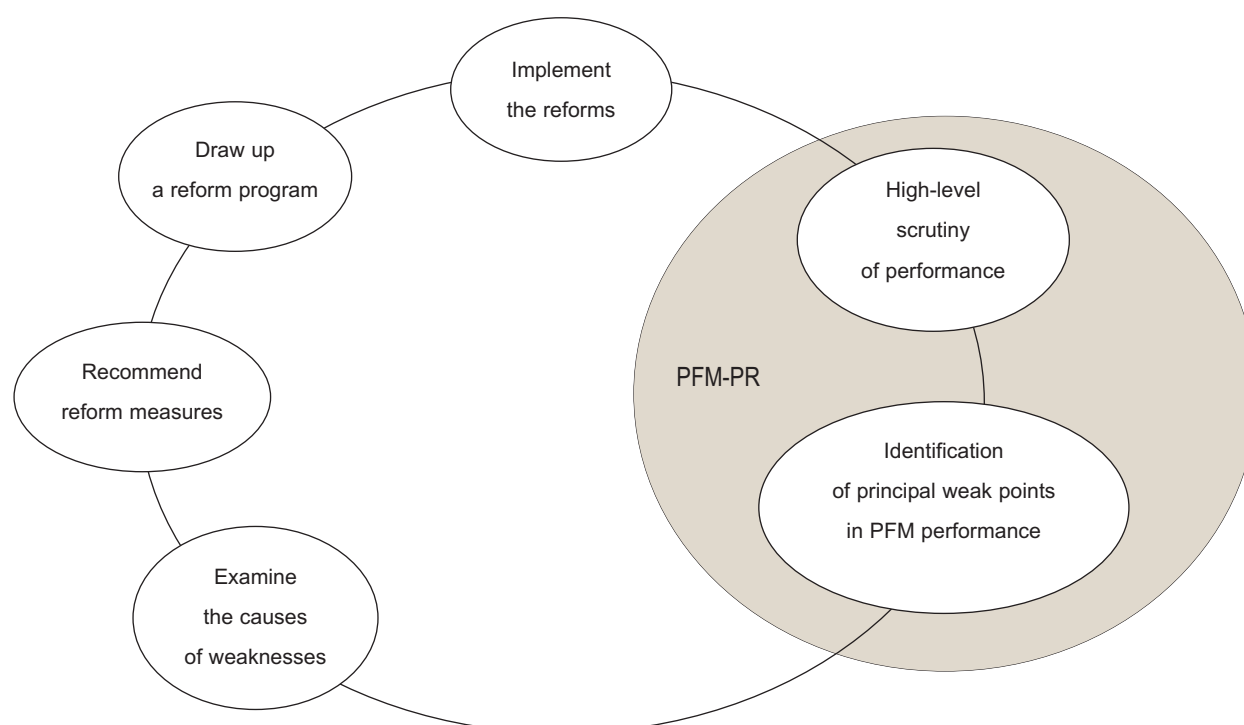 Implement
the reforms
Draw up
a reform program
High-level
scrutiny
of performance
PFM-PR
Recommend
reform measures
Identification
of principal weak points
in PFM performance
Examine
the causes
of weaknesses